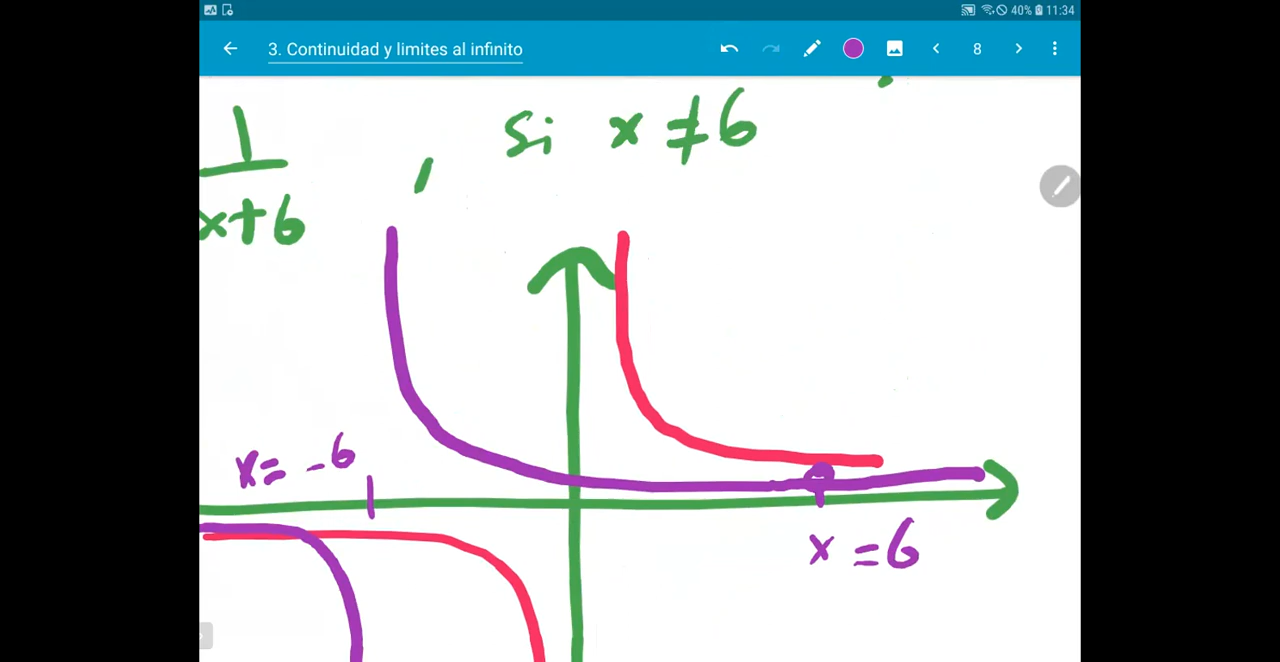 40% 11:34
3. Continuidad y limites al infinito
8
1
x+6
, si x ≠ 6
x = -6
x = 6